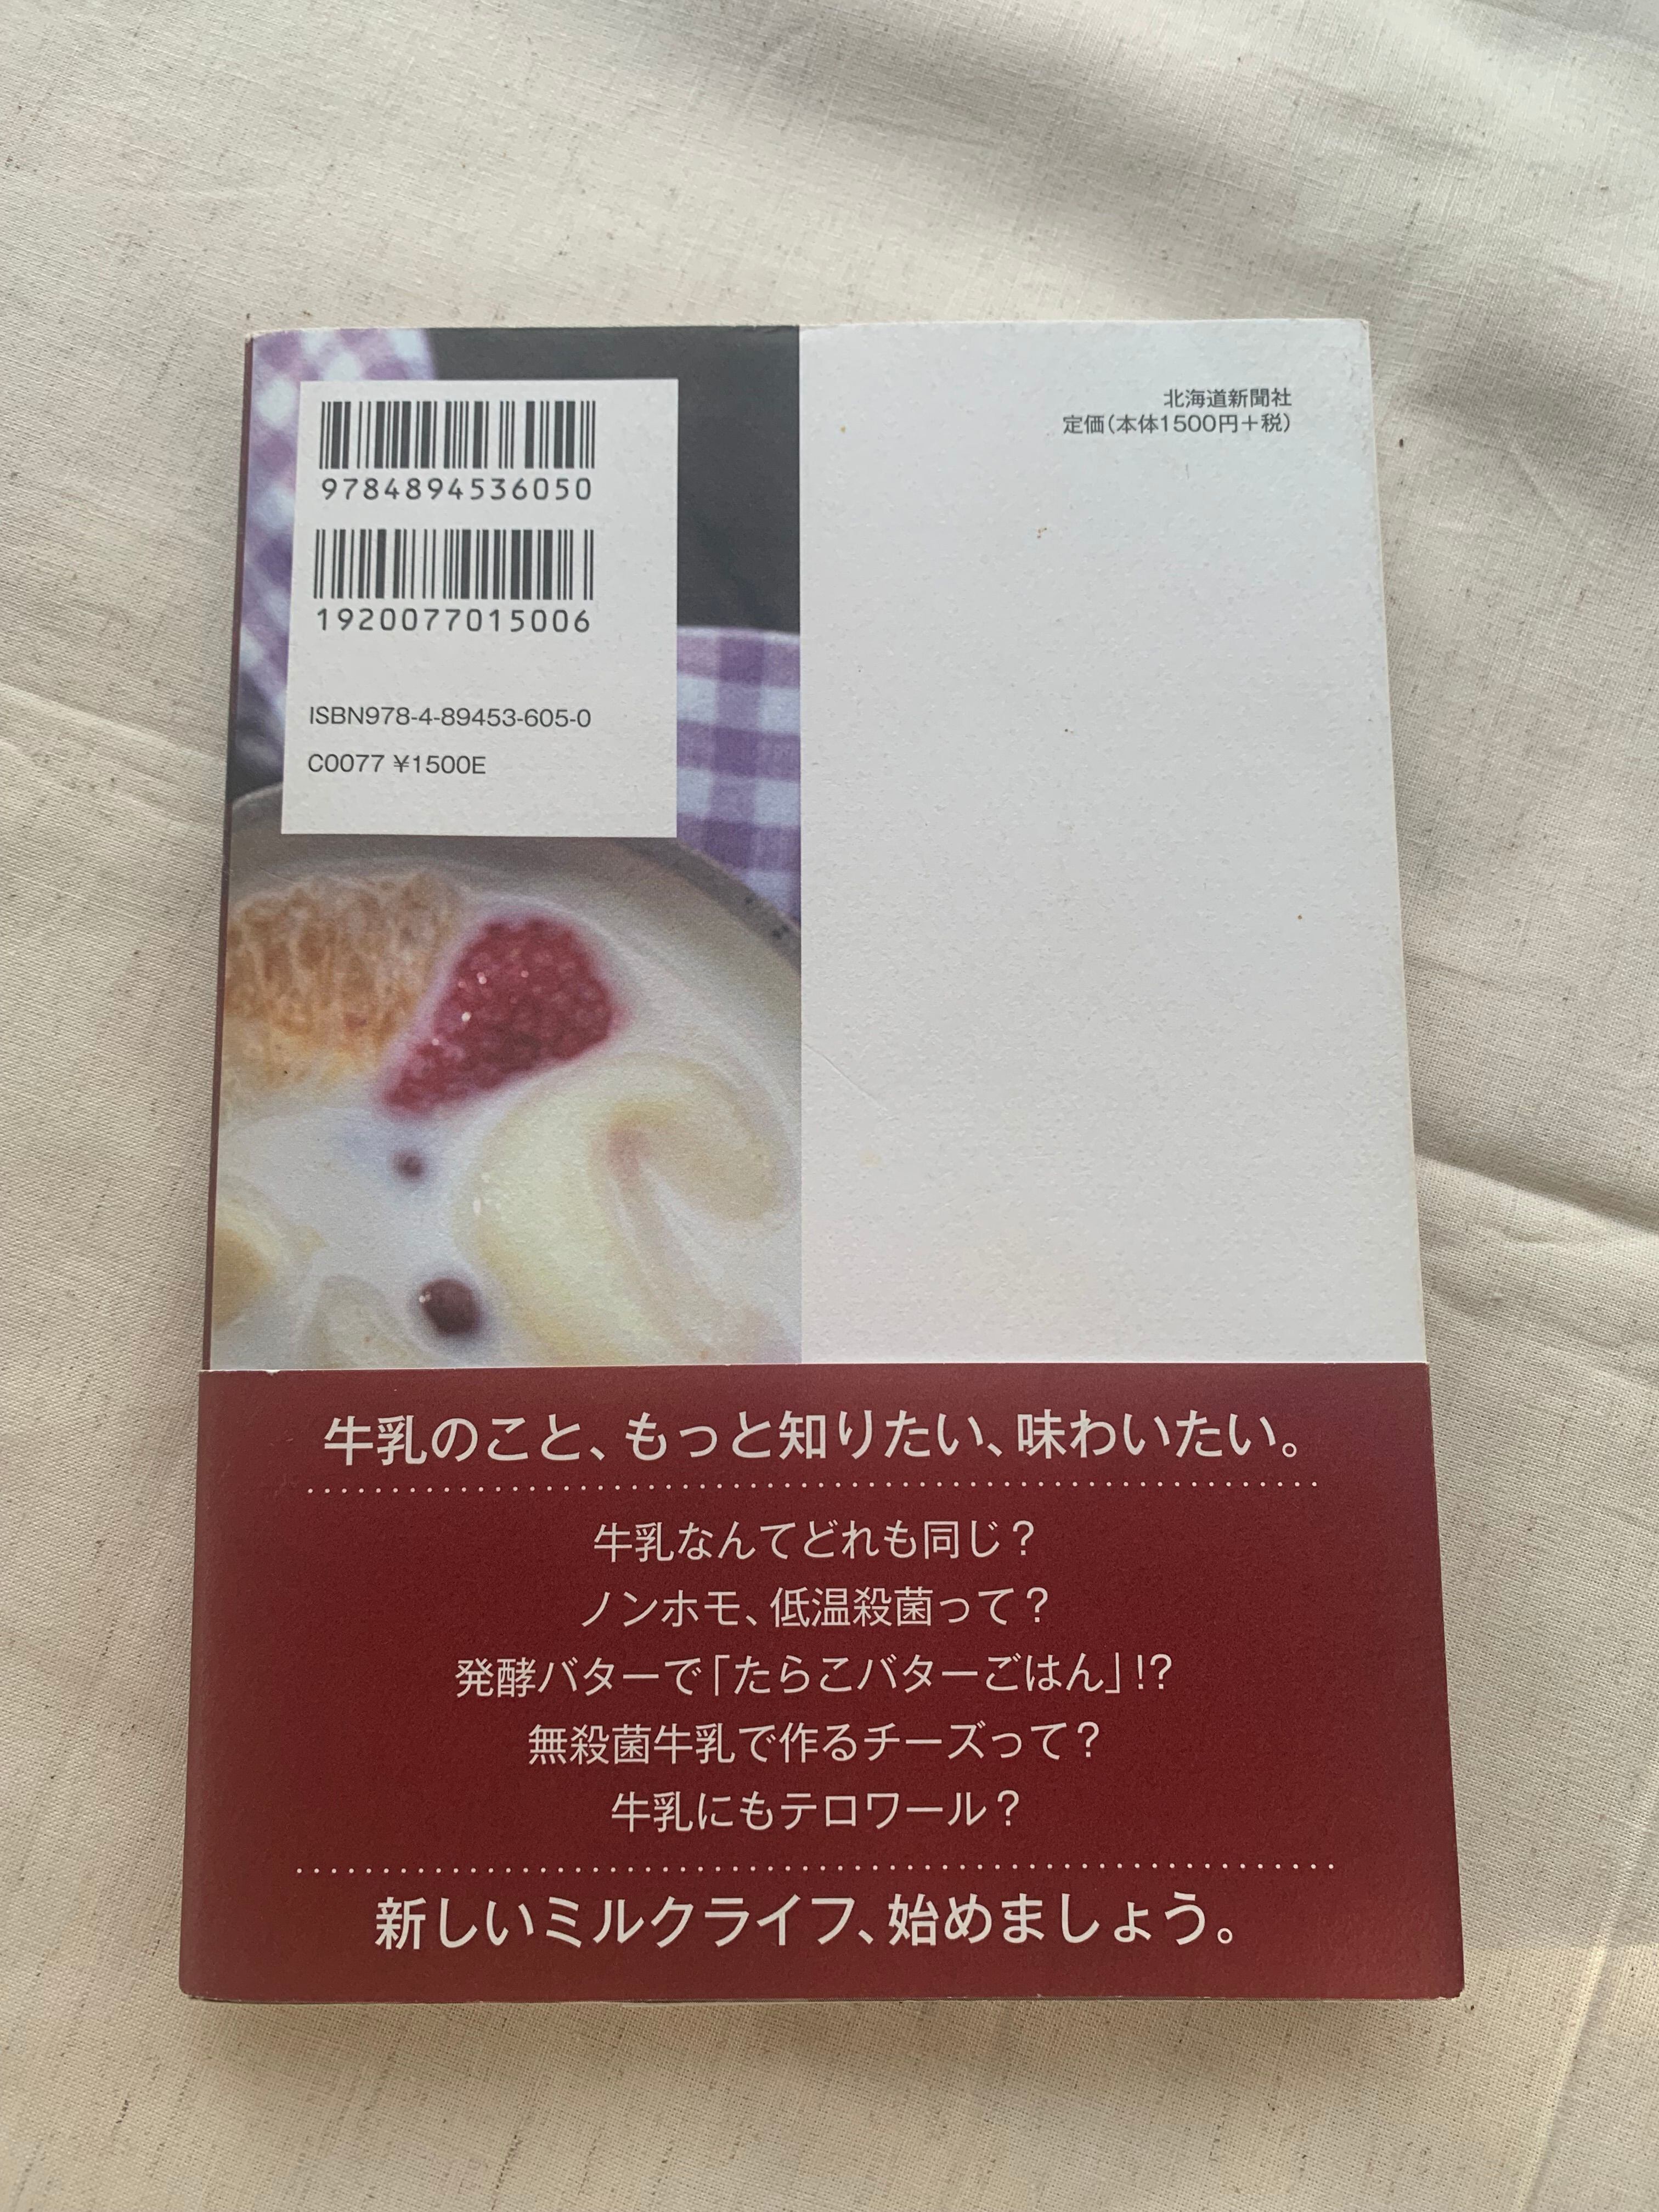 9784894536050
1920077015006
ISBN978-4-89453-605-0
C0077 ¥1500E
北海道新聞社
定価(本体1500円+税)
牛乳のこと、もっと知りたい、味わいたい。
牛乳なんてどれも同じ?
ノンホモ、低温殺菌って?
発酵バターで「たらこバターごはん」!?
無殺菌牛乳で作るチーズって?
牛乳にもテロワール?
新しいミルクライフ、始めましょう。